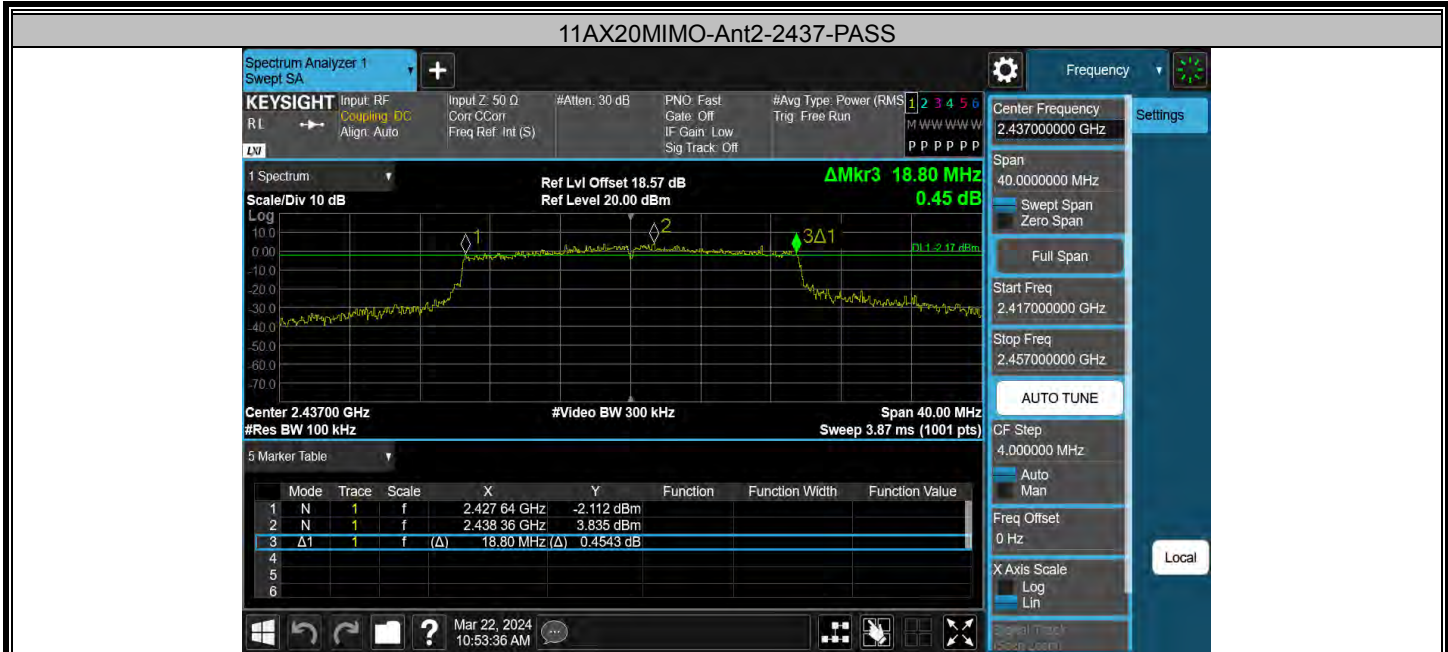 11AX20MIMO-Ant2-2437-PASS
Spectrum Analyzer 1
Swept SA
+
Frequency
KEYSIGHT
RL
LXI
Input: RF
Coupling: DC
Align: Auto
Input Z: 50 Ω
Corr CCorr
Freq Ref: Int (S)
#Atten: 30 dB
PNO: Fast
Gate: Off
IF Gain: Low
Sig Track: Off
#Avg Type: Power (RMS
Trig: Free Run
1 2 3 4 5 6
M W W W W W
P P P P P P
1 Spectrum
Scale/Div 10 dB
Ref Lvl Offset 18.57 dB
Ref Level 20.00 dBm
ΔMkr3 18.80 MHz
0.45 dB
Log
10.0
0.00
-10.0
-20.0
-30.0
-40.0
-50.0
-60.0
-70.0
1
2
3Δ1
DL1 -2.17 dBm
Center 2.43700 GHz
#Res BW 100 kHz
#Video BW 300 kHz
Span 40.00 MHz
Sweep 3.87 ms (1001 pts)
5 Marker Table
Mode Trace Scale X Y Function Function Width Function Value
1 N 1 f 2.427 64 GHz -2.112 dBm
2 N 1 f 2.438 36 GHz 3.835 dBm
3 Δ1 1 f (Δ) 18.80 MHz (Δ) 0.4543 dB
4
5
6
Center Frequency
2.437000000 GHz
Settings
Span
40.0000000 MHz
Swept Span
Zero Span
Full Span
Start Freq
2.417000000 GHz
Stop Freq
2.457000000 GHz
AUTO TUNE
CF Step
4.000000 MHz
Auto
Man
Freq Offset
0 Hz
X Axis Scale
Log
Lin
Signal Track
(Span Zoom)
Local
?
Mar 22, 2024
10:53:36 AM